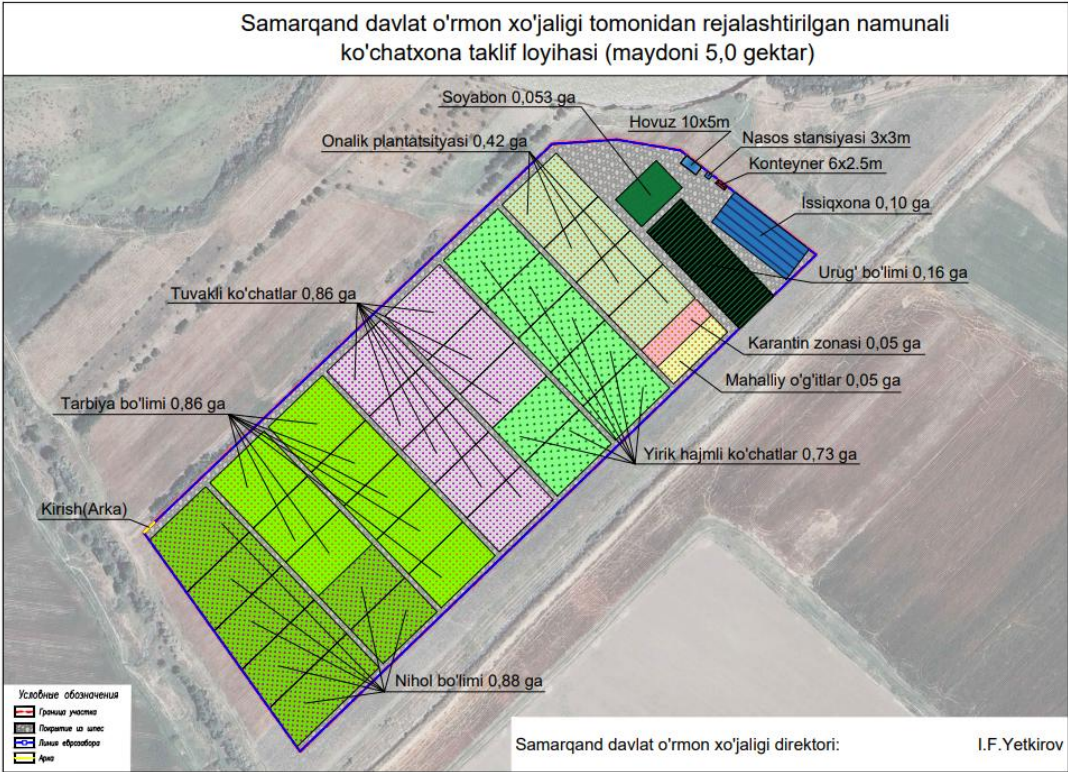 Samarqand davlat o'rmon xo'jaligi tomonidan rejalashtirilgan namunali
ko'chatxona taklif loyihasi (maydoni 5,0 gektar)
Soyabon 0,053 ga
Hovuz 10x5m
Onalik plantatsityasi 0,42 ga
Nasos stansiyasi 3x3m
Konteyner 6x2.5m
Issiqxona 0,10 ga
Urug' bo'limi 0,16 ga
Tuvakli ko'chatlar 0,86 ga
Karantin zonasi 0,05 ga
Mahalliy o'g'itlar 0,05 ga
Tarbiya bo'limi 0,86 ga
Yirik hajmli ko'chatlar 0,73 ga
Kirish(Arka)
Nihol bo'limi 0,88 ga
Условные обозначения
Граница участка
Покрытие из шпес
Линия еврозабора
Арка
Samarqand davlat o'rmon xo'jaligi direktori: I.F.Yetkirov